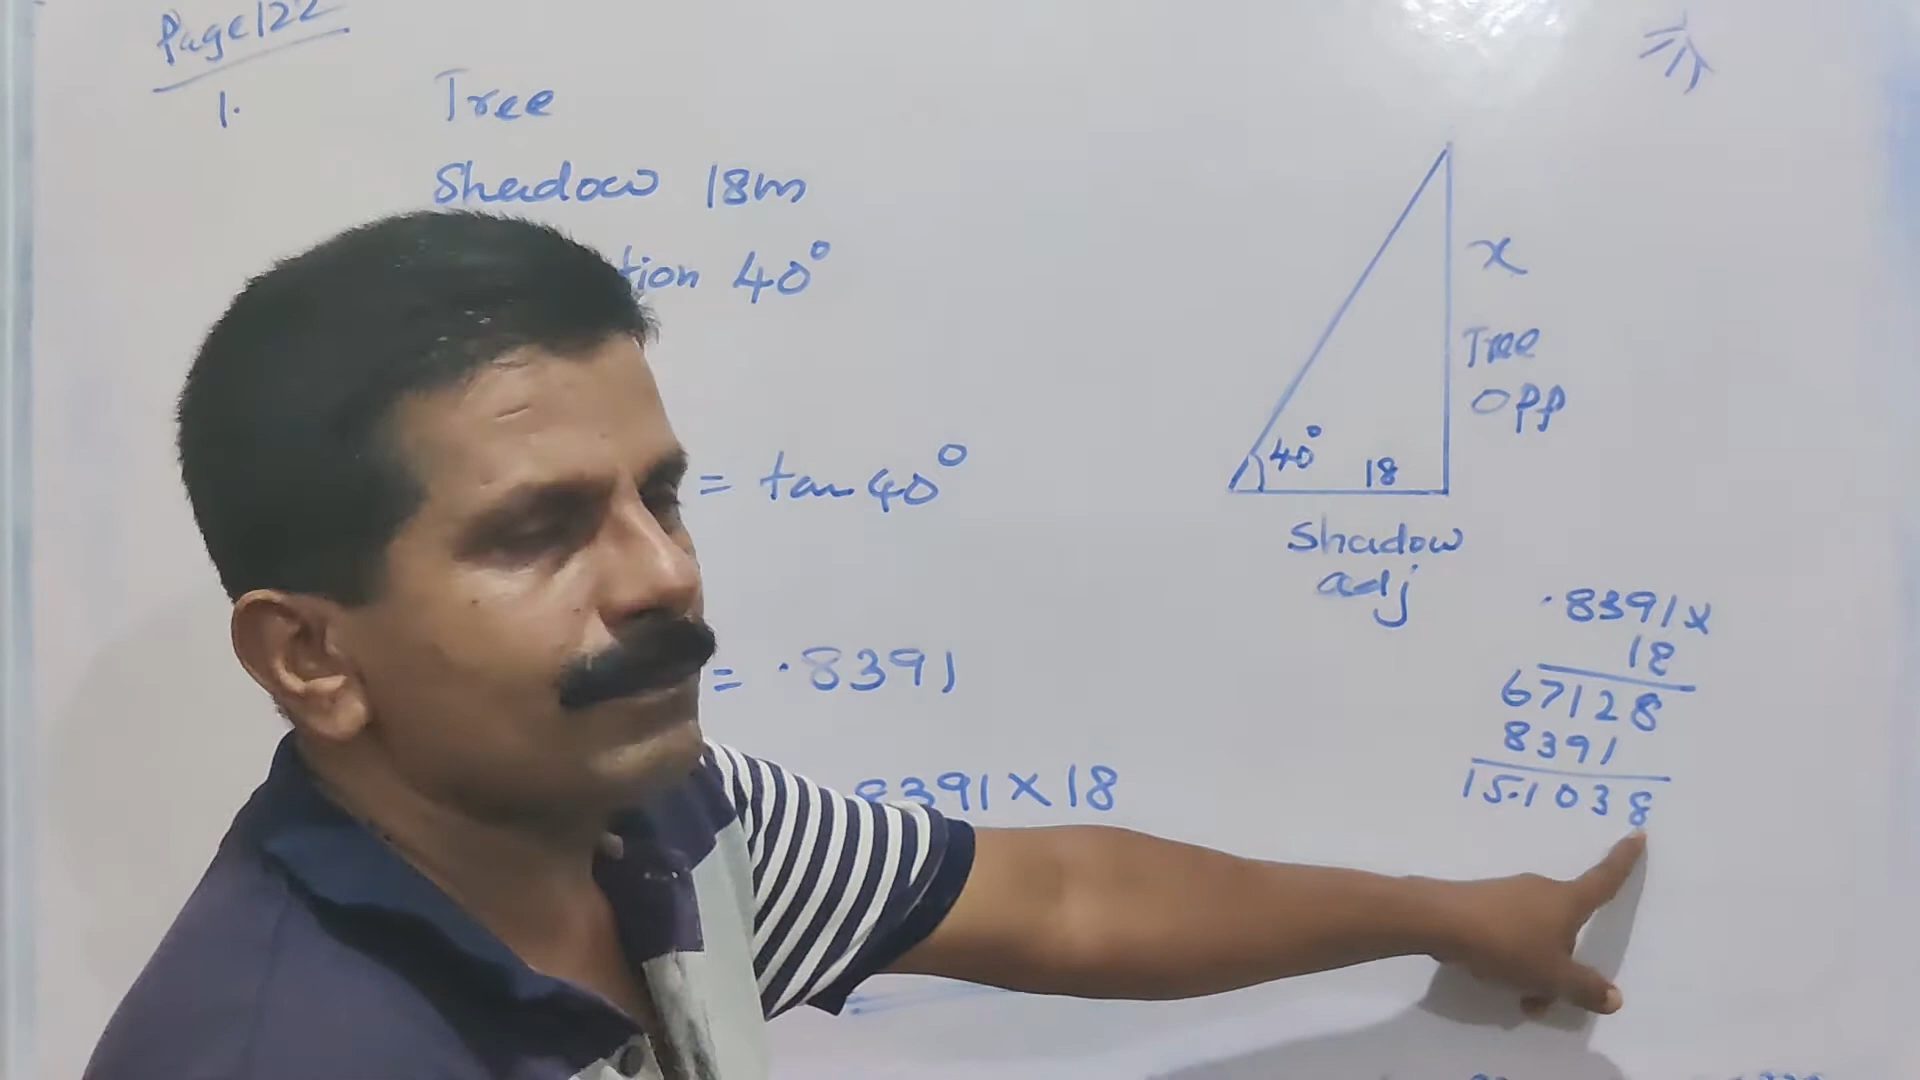 Page 122
1.
Tree
Shadow 18m
tion 40°
= tan 40°
= .8391
8391 × 18
x
Tree
opp
40°
18
Shadow
adj
.8391 ×
18
67128
8391
15.1038